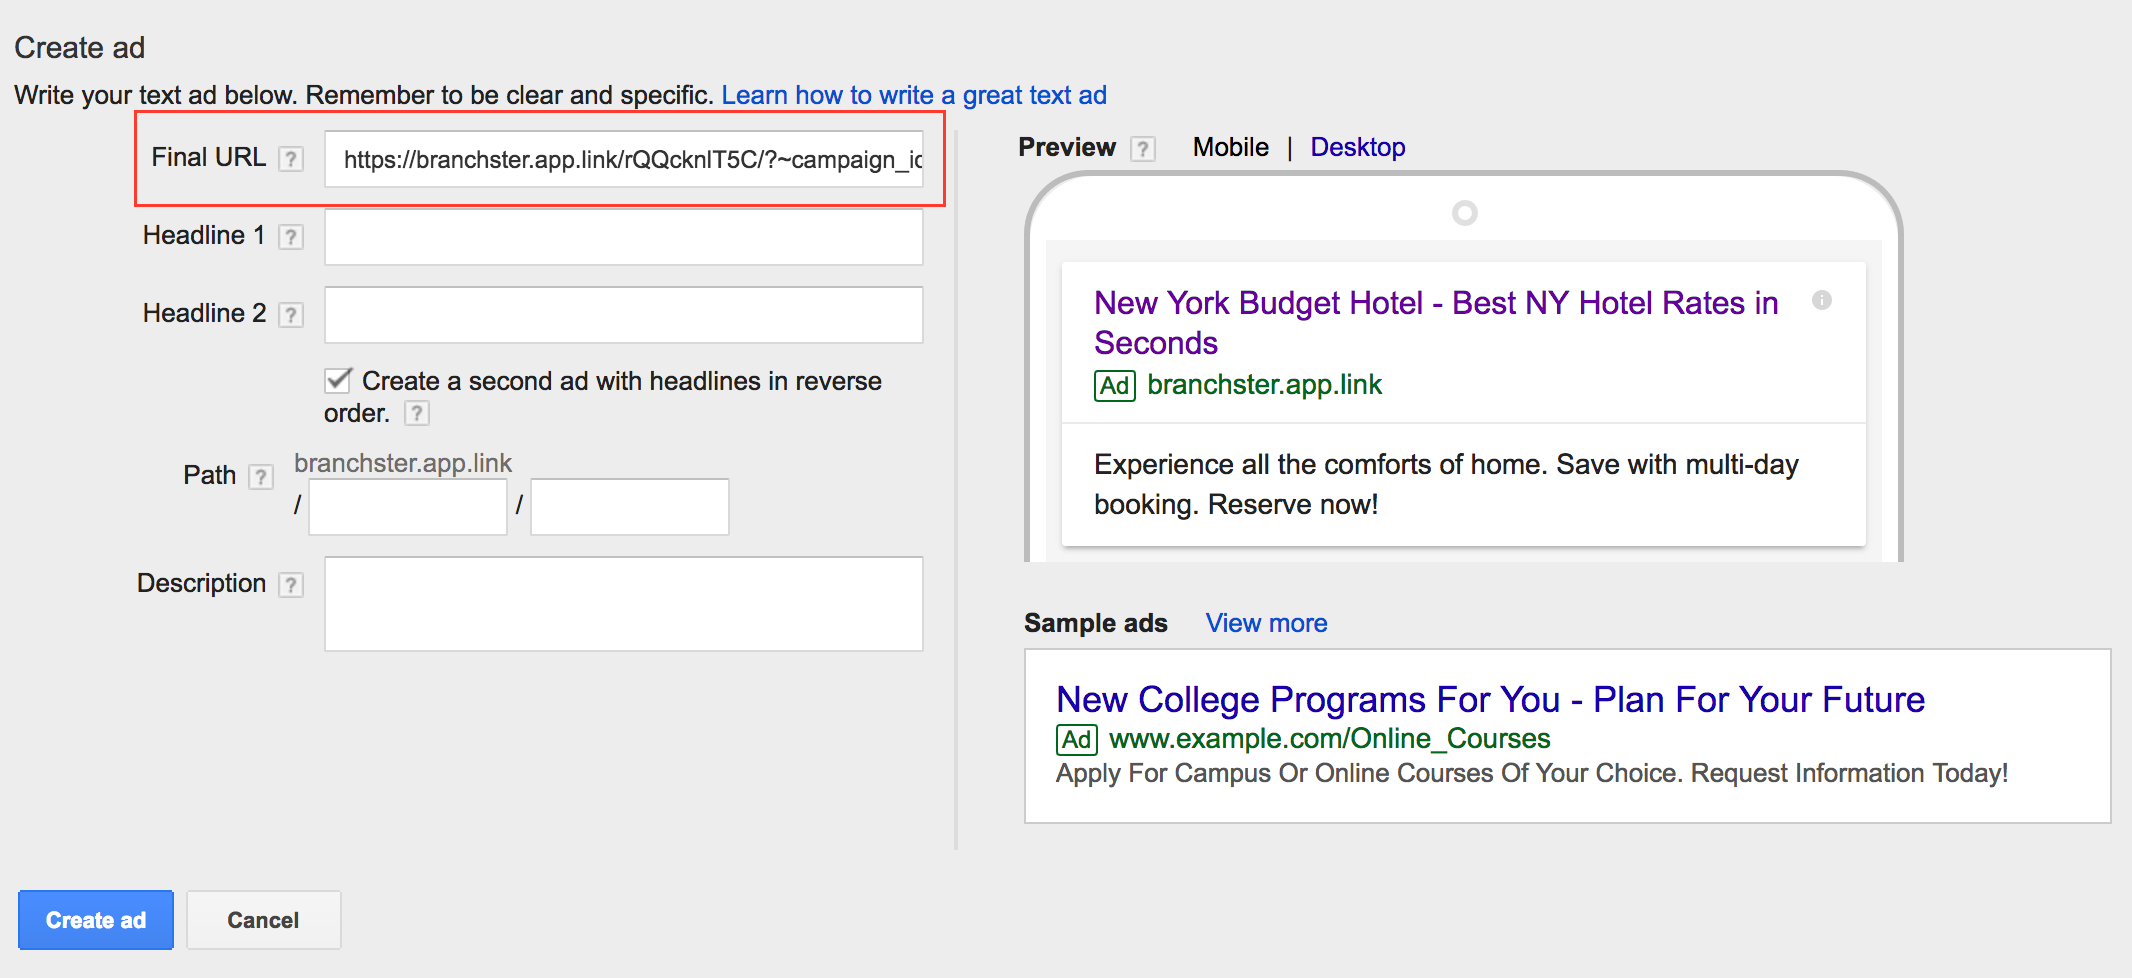 Create ad
Write your text ad below. Remember to be clear and specific. Learn how to write a great text ad
Final URL ? https://branchster.app.link/rQQcknIT5C/?~campaign_ic
Headline 1 ?
Headline 2 ?
Create a second ad with headlines in reverse
order. ?
Path ? branchster.app.link
/ /
Description ?
Create ad Cancel
Preview ? Mobile | Desktop
New York Budget Hotel - Best NY Hotel Rates in
Seconds
Ad branchster.app.link
Experience all the comforts of home. Save with multi-day
booking. Reserve now!
Sample ads View more
New College Programs For You - Plan For Your Future
Ad www.example.com/Online_Courses
Apply For Campus Or Online Courses Of Your Choice. Request Information Today!